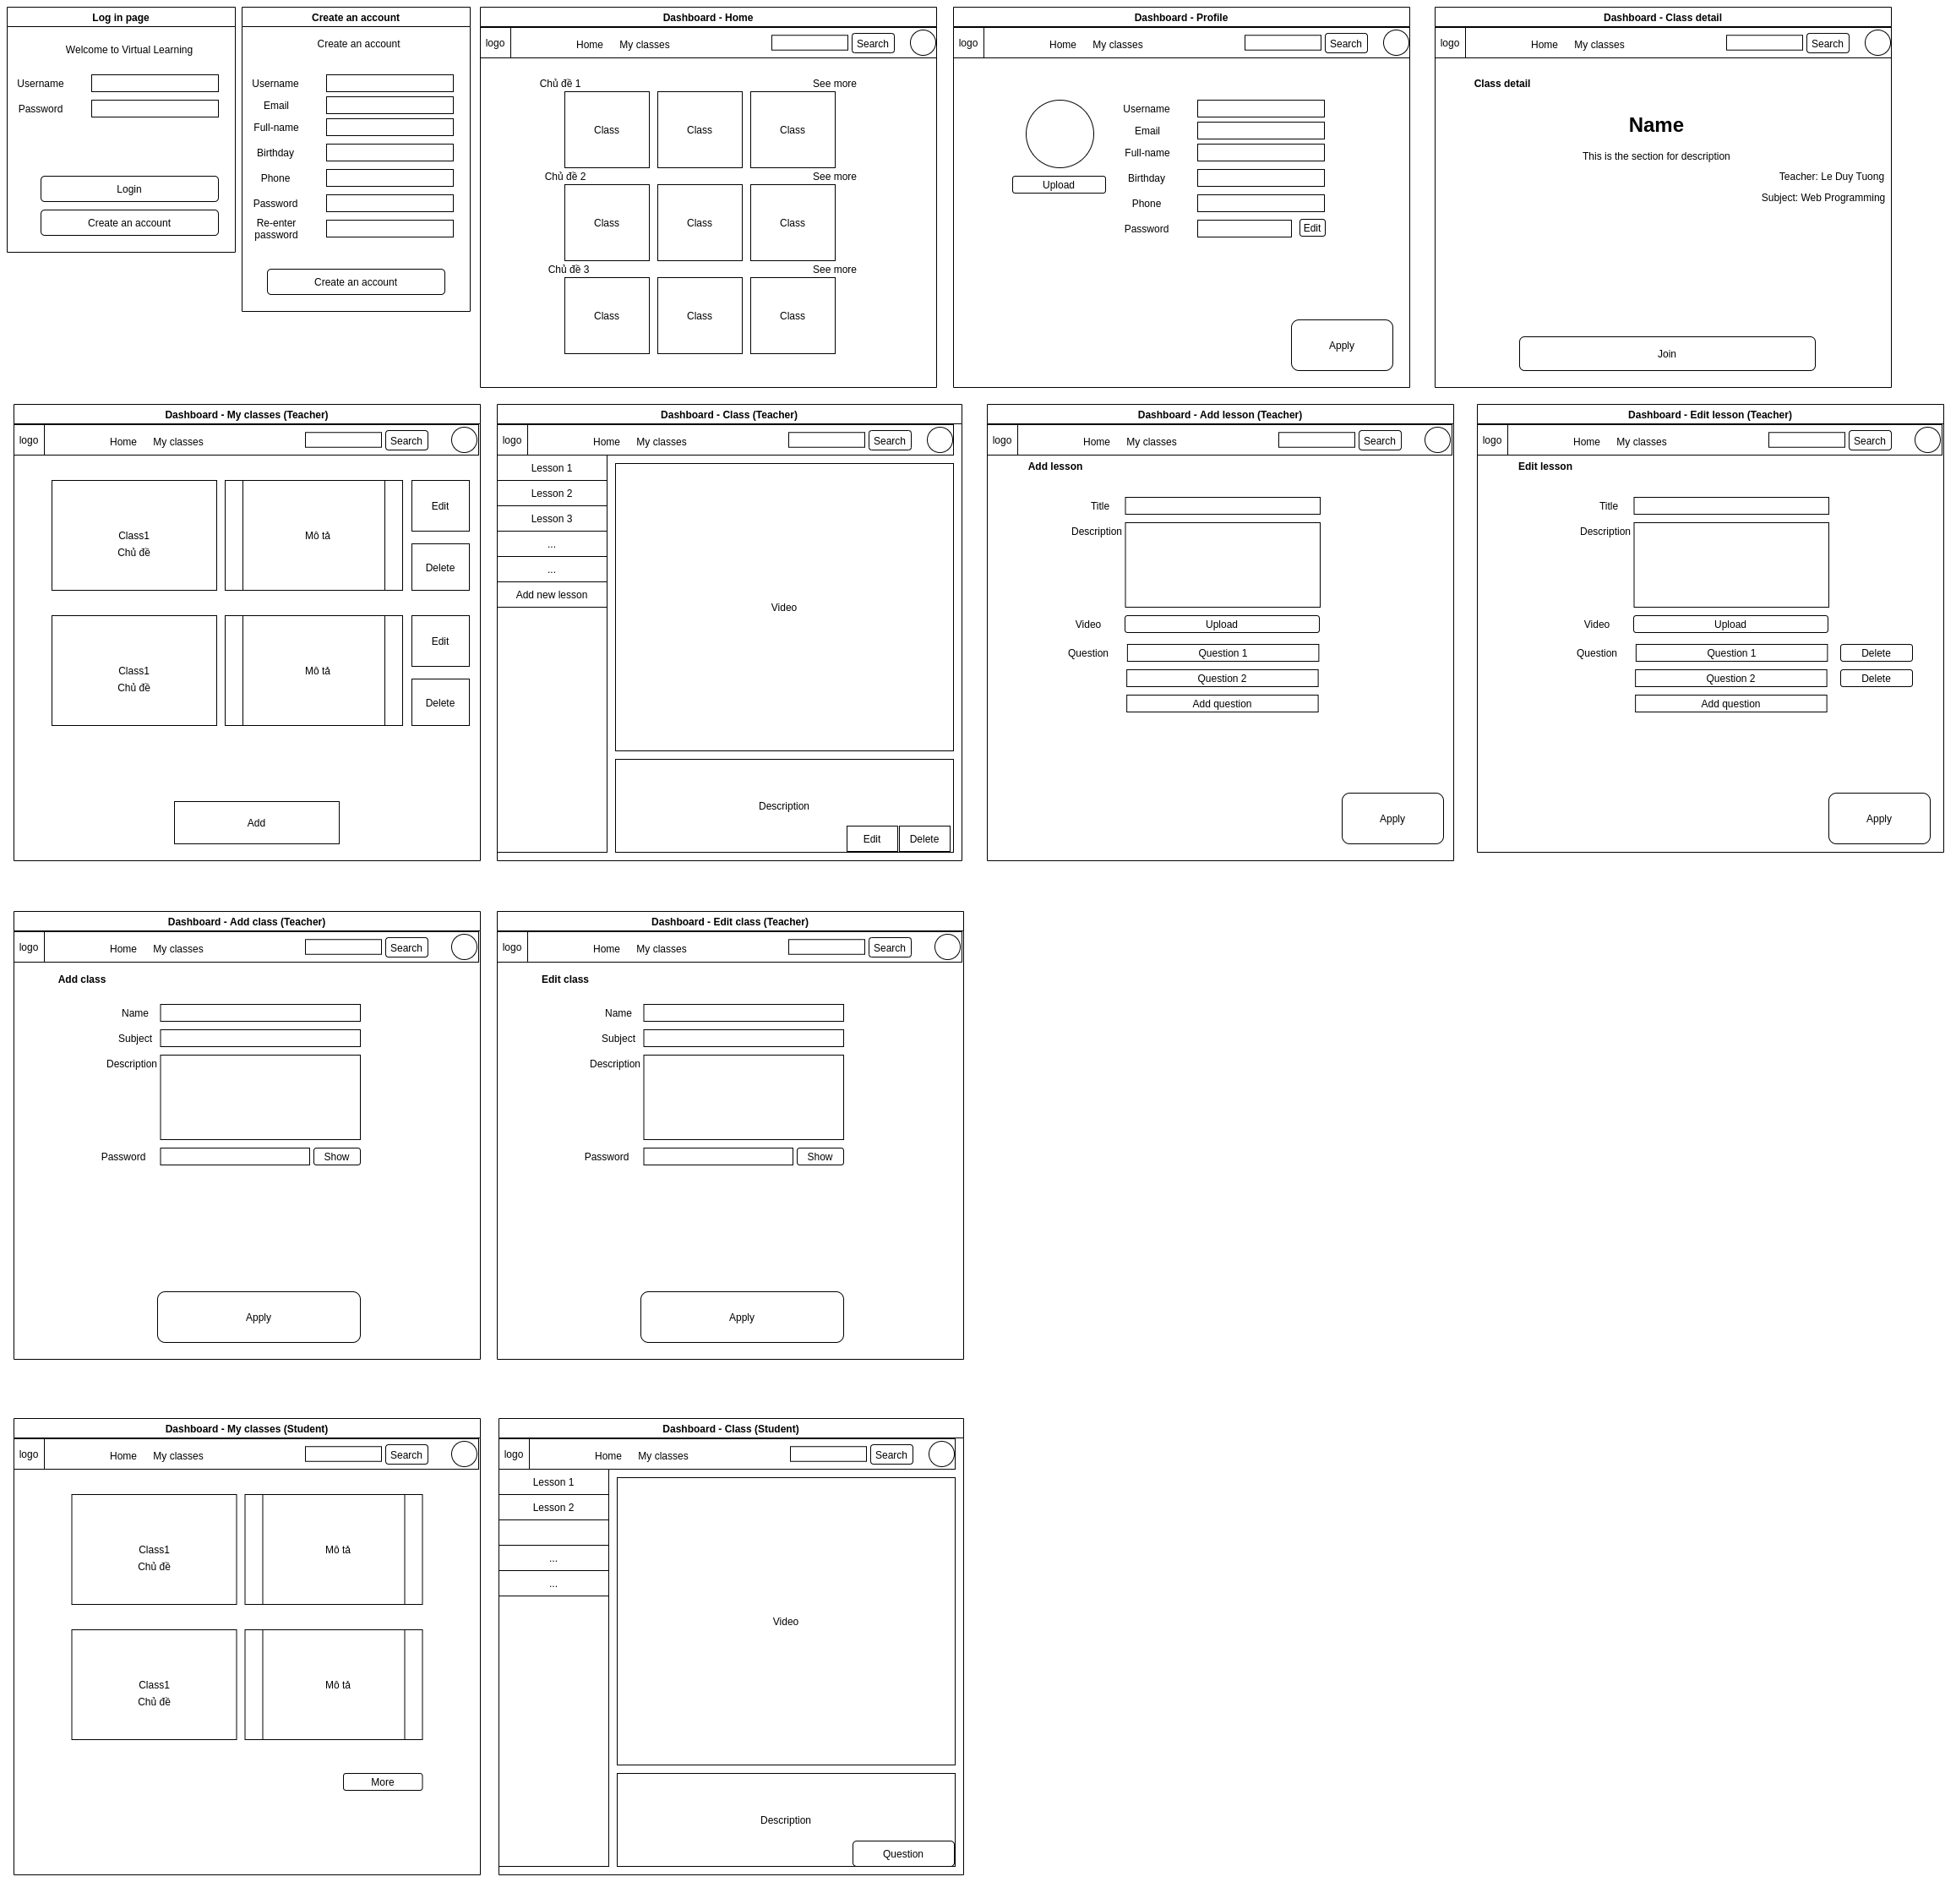 Log in page
Welcome to Virtual Learning
Username
Password
Login
Create an account
Create an account
Create an account
Username
Email
Full-name
Birthday
Phone
Password
Re-enter
password
Create an account
Dashboard - Home
logo Home My classes Search
Chủ đề 1 See more
Class Class Class
Chủ đề 2 See more
Class Class Class
Chủ đề 3 See more
Class Class Class
Dashboard - Profile
logo Home My classes Search
Username
Email
Full-name
Birthday
Phone
Password Edit
Upload
Apply
Dashboard - Class detail
logo Home My classes Search
Class detail
Name
This is the section for description
Teacher: Le Duy Tuong
Subject: Web Programming
Join
Dashboard - My classes (Teacher)
logo Home My classes Search
Class1
Chủ đề
Mô tả
Edit
Delete
Class1
Chủ đề
Mô tả
Edit
Delete
Add
Dashboard - Class (Teacher)
logo Home My classes Search
Lesson 1
Lesson 2
Lesson 3
...
...
Add new lesson
Video
Description
Edit Delete
Dashboard - Add lesson (Teacher)
logo Home My classes Search
Add lesson
Title
Description
Video Upload
Question Question 1
Question 2
Add question
Apply
Dashboard - Edit lesson (Teacher)
logo Home My classes Search
Edit lesson
Title
Description
Video Upload
Question Question 1 Delete
Question 2 Delete
Add question
Apply
Dashboard - Add class (Teacher)
logo Home My classes Search
Add class
Name
Subject
Description
Password Show
Apply
Dashboard - Edit class (Teacher)
logo Home My classes Search
Edit class
Name
Subject
Description
Password Show
Apply
Dashboard - My classes (Student)
logo Home My classes Search
Class1
Chủ đề
Mô tả
Class1
Chủ đề
Mô tả
More
Dashboard - Class (Student)
logo Home My classes Search
Lesson 1
Lesson 2
...
...
Video
Description
Question